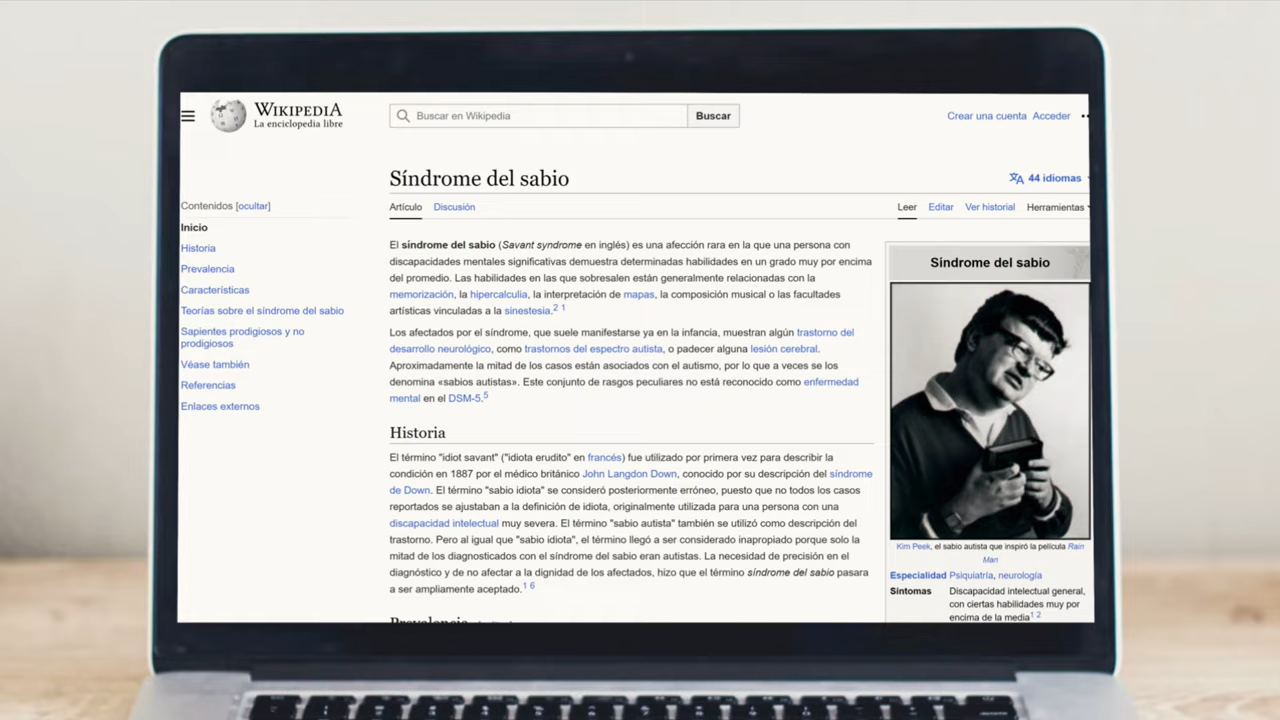 WIKIPEDIA
La enciclopedia libre
Buscar en Wikipedia
Buscar
Crear una cuenta Acceder
Síndrome del sabio
44 idiomas
Artículo Discusión
Leer Editar Ver historial Herramientas
Contenidos [ocultar]
Inicio
Historia
Prevalencia
Características
Teorías sobre el síndrome del sabio
Sapientes prodigiosos y no
prodigiosos
Véase también
Referencias
Enlaces externos
El síndrome del sabio (Savant syndrome en inglés) es una afección rara en la que una persona con
discapacidades mentales significativas demuestra determinadas habilidades en un grado muy por encima
del promedio. Las habilidades en las que sobresalen están generalmente relacionadas con la
memorización, la hipercalculia, la interpretación de mapas, la composición musical o las facultades
artísticas vinculadas a la sinestesia.2 1
Los afectados por el síndrome, que suele manifestarse ya en la infancia, muestran algún trastorno del
desarrollo neurológico, como trastornos del espectro autista, o padecer alguna lesión cerebral.
Aproximadamente la mitad de los casos están asociados con el autismo, por lo que a veces se los
denomina «sabios autistas». Este conjunto de rasgos peculiares no está reconocido como enfermedad
mental en el DSM-5.5
Historia
El término "idiot savant" ("idiota erudito" en francés) fue utilizado por primera vez para describir la
condición en 1887 por el médico británico John Langdon Down, conocido por su descripción del síndrome
de Down. El término "sabio idiota" se consideró posteriormente erróneo, puesto que no todos los casos
reportados se ajustaban a la definición de idiota, originalmente utilizada para una persona con una
discapacidad intelectual muy severa. El término "sabio autista" también se utilizó como descripción del
trastorno. Pero al igual que "sabio idiota", el término llegó a ser considerado inapropiado porque solo la
mitad de los diagnosticados con el síndrome del sabio eran autistas. La necesidad de precisión en el
diagnóstico y de no afectar a la dignidad de los afectados, hizo que el término síndrome del sabio pasara
a ser ampliamente aceptado.1 6
Prevalencia
Síndrome del sabio
Kim Peek, el sabio autista que inspiró la película Rain
Man
Especialidad Psiquiatría, neurología
Síntomas Discapacidad intelectual general,
con ciertas habilidades muy por
encima de la media1 2